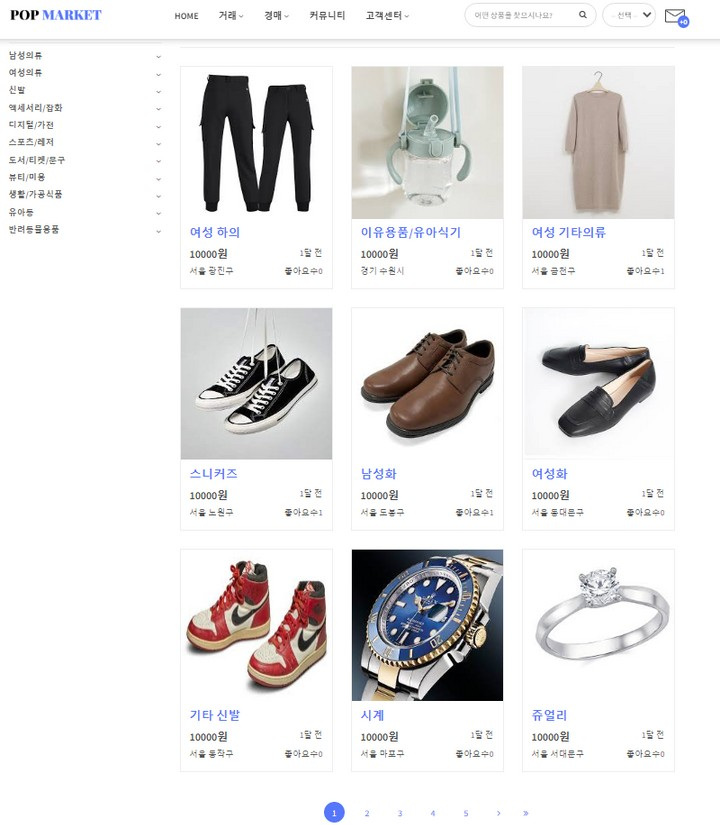 POP MARKET HOME 거래 경매 커뮤니티 고객센터 어떤 상품을 찾으시나요? - 선택 - +0
남성의류
여성의류
신발
액세서리/잡화
디지털/가전
스포츠/레저
도서/티켓/문구
뷰티/미용
생활/가공식품
유아동
반려동물용품
여성 하의
10000원 1달 전
서울 광진구 좋아요수0
이유용품/유아식기
10000원 1달 전
경기 수원시 좋아요수0
여성 기타의류
10000원 1달 전
서울 금천구 좋아요수1
스니커즈
10000원 1달 전
서울 노원구 좋아요수1
남성화
10000원 1달 전
서울 도봉구 좋아요수1
여성화
10000원 1달 전
서울 동대문구 좋아요수0
기타 신발
10000원 1달 전
서울 동작구 좋아요수0
시계
10000원 1달 전
서울 마포구 좋아요수0
쥬얼리
10000원 1달 전
서울 서대문구 좋아요수0
1 2 3 4 5 › »